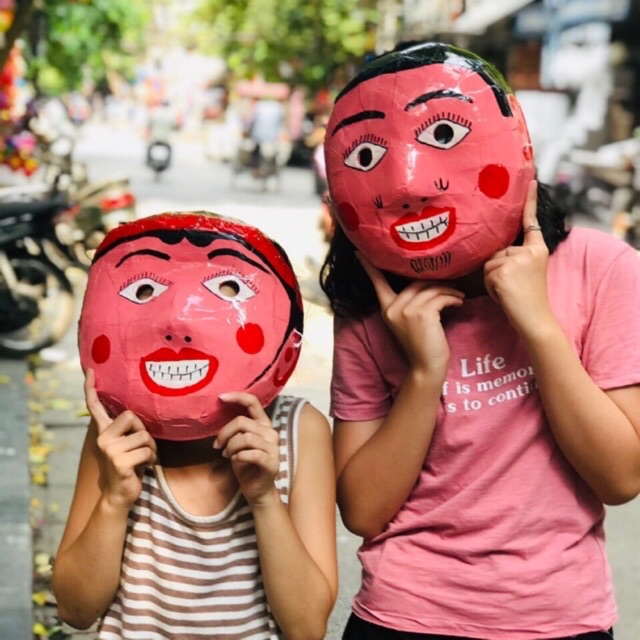 Life
f is memor
s to conti